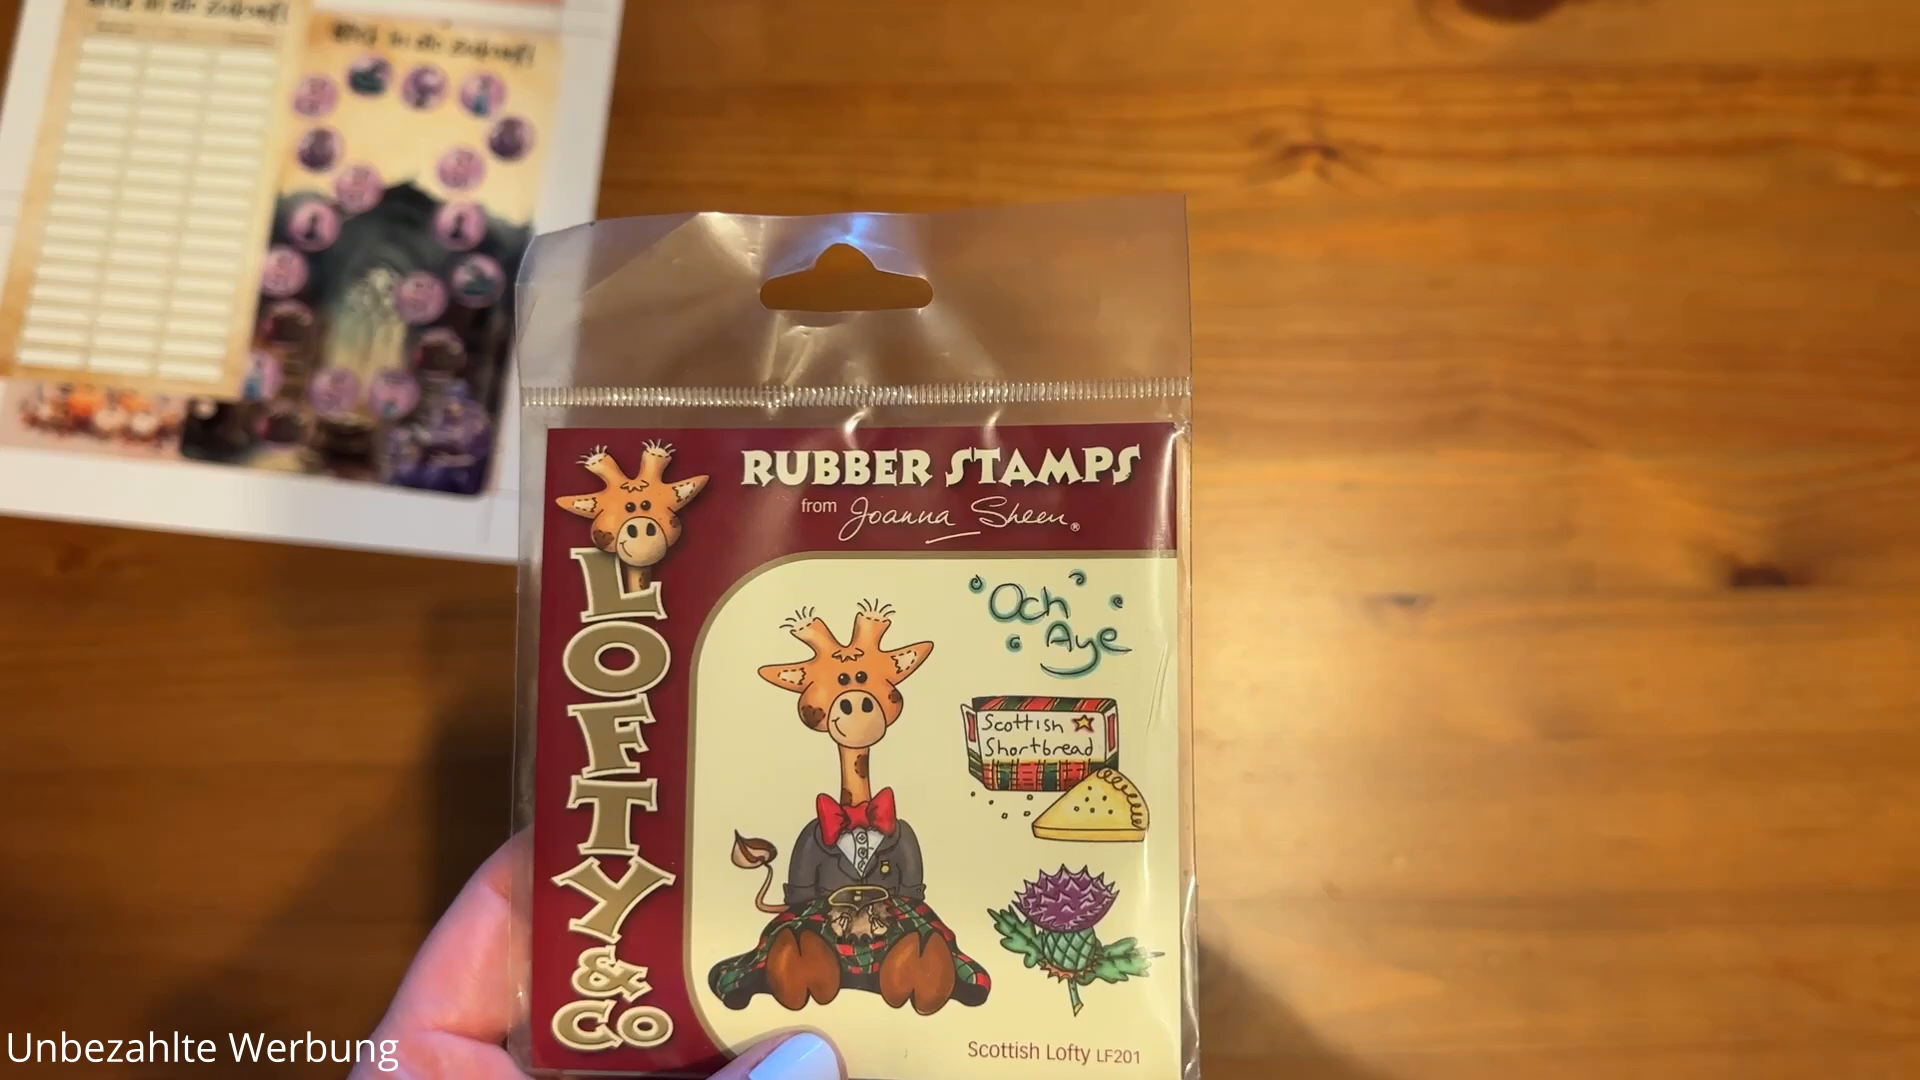 RUBBER STAMPS
from Joanna Sheen®
LOFTY
&
CO
Och
Aye
Scottish
Shortbread
Scottish Lofty LF201
Unbezahlte Werbung